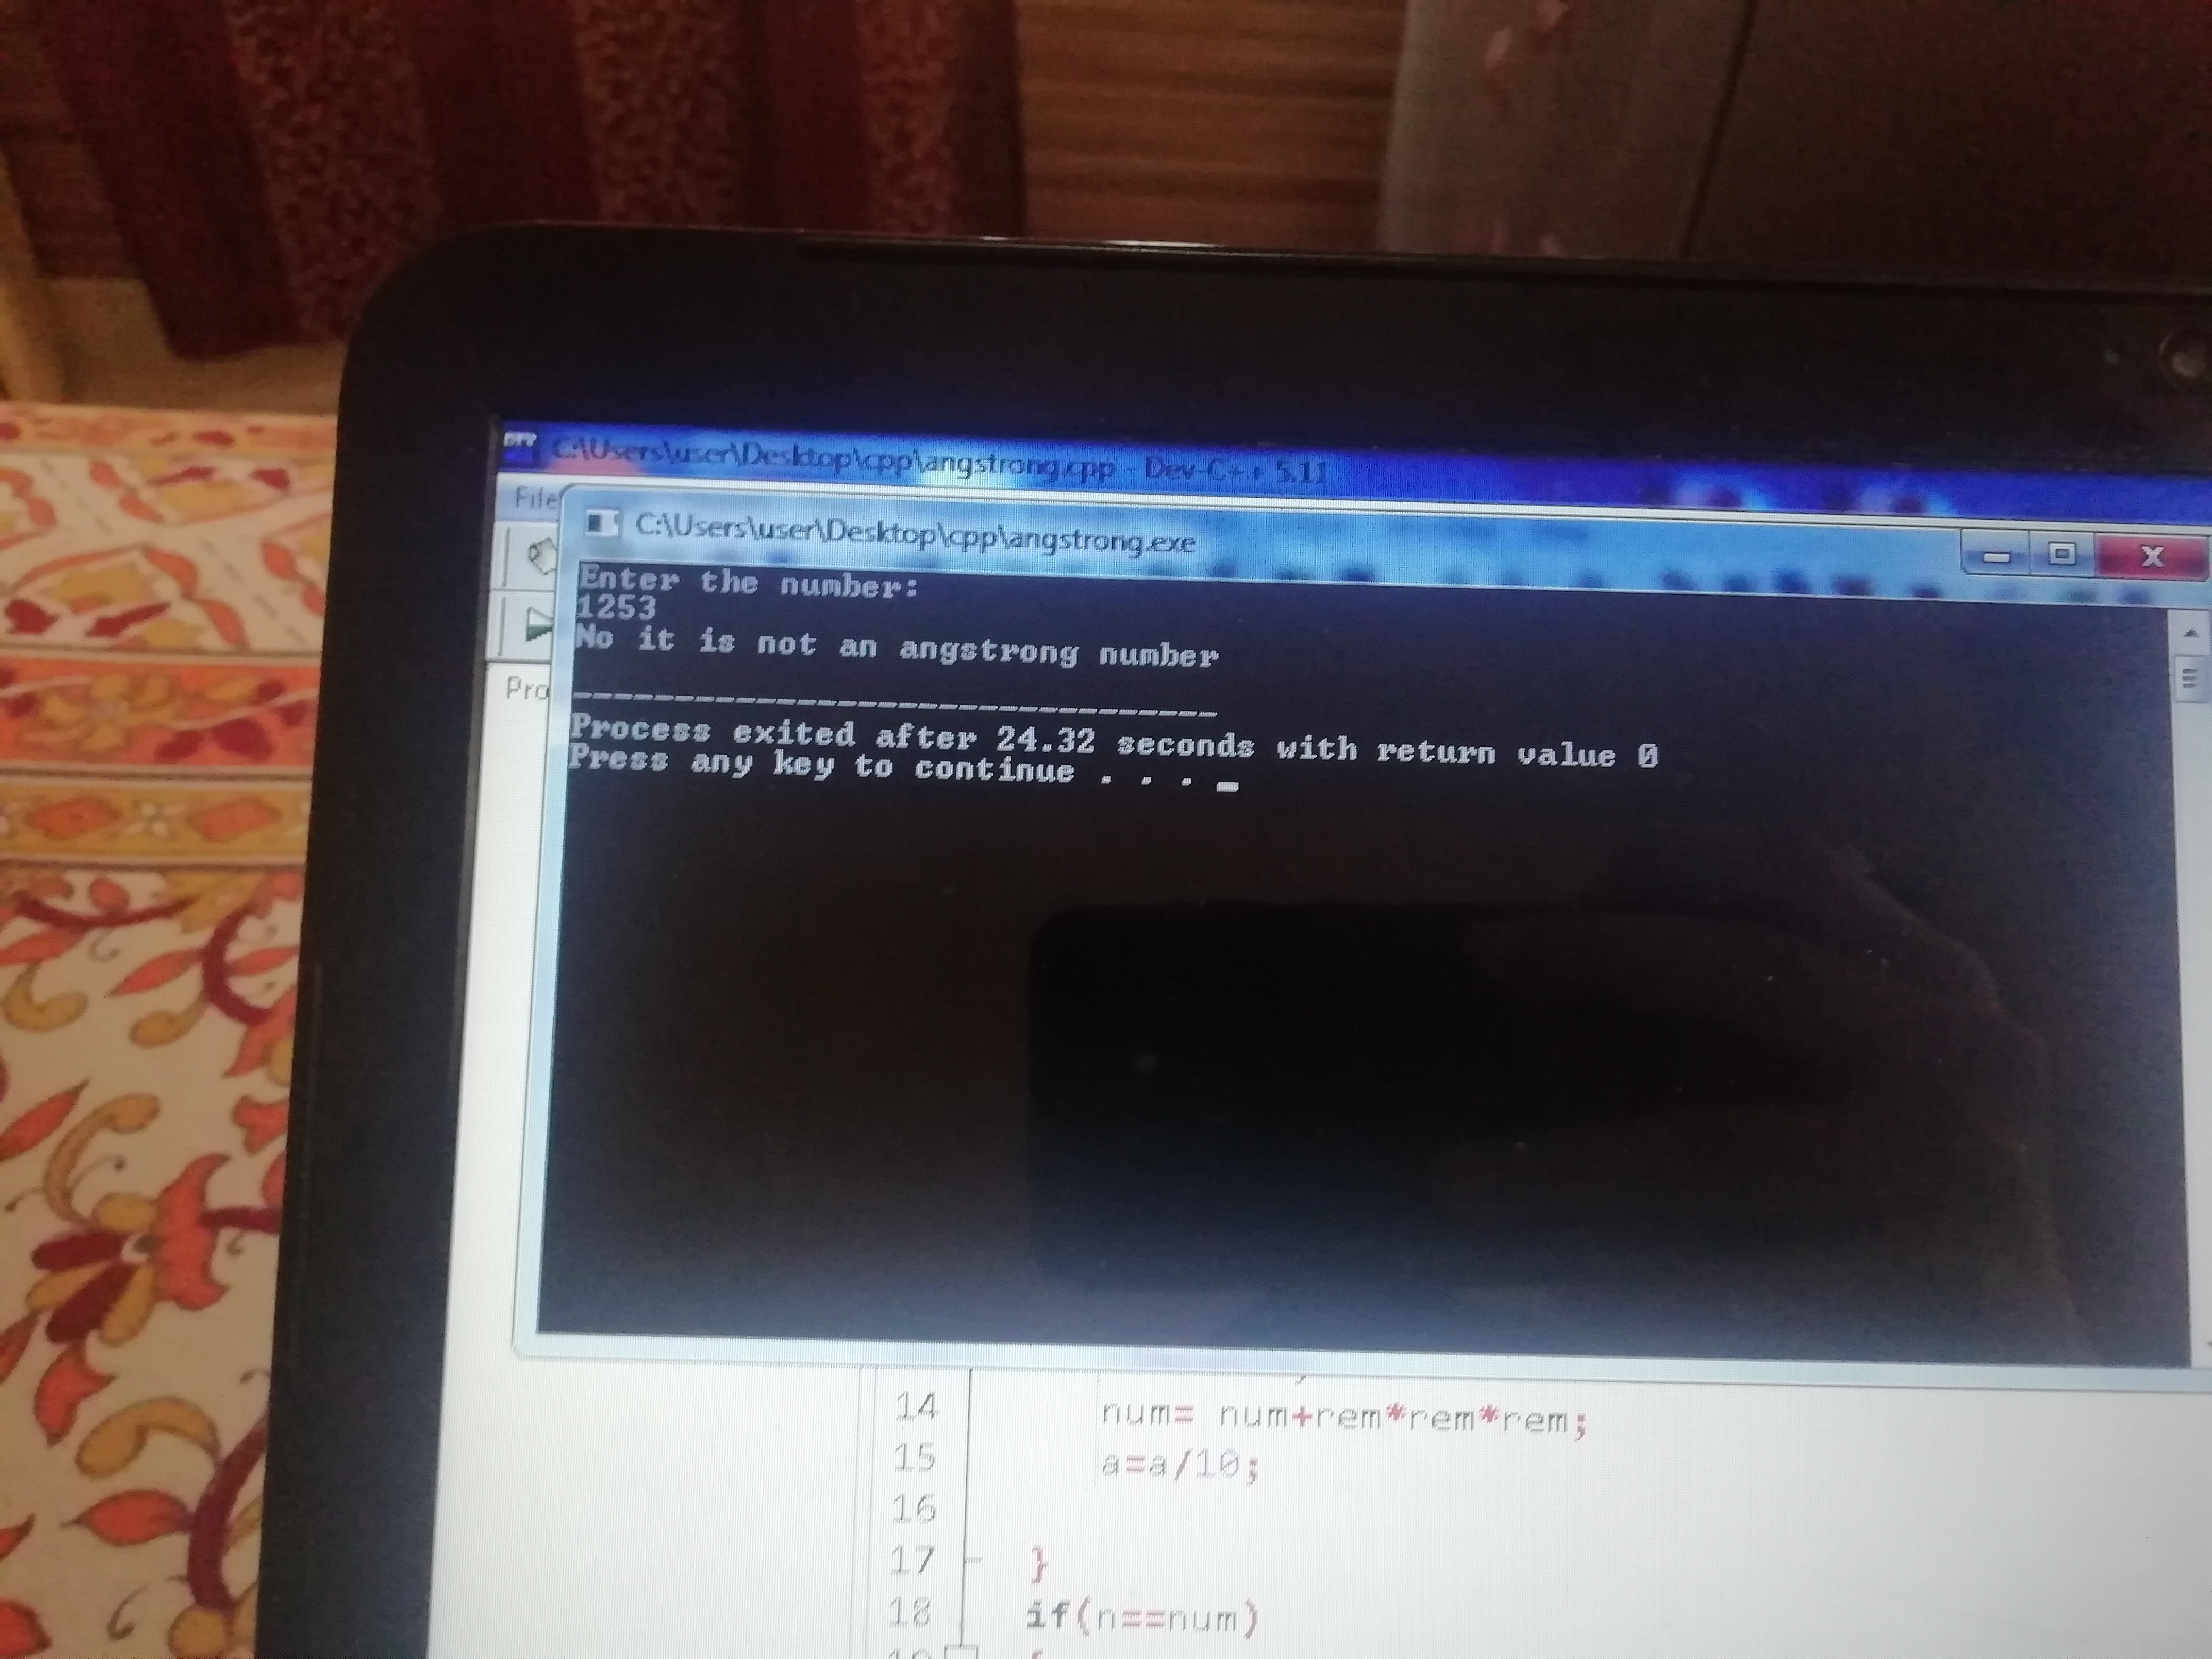 C:\Users\user\Desktop\cpp\angstrong.cpp - Dev-C++ 5.11
File
C:\Users\user\Desktop\cpp\angstrong.exe
Enter the number:
1253
No it is not an angstrong number
Pro
--------------------------------
Process exited after 24.32 seconds with return value 0
Press any key to continue . . . _
14 num= num+rem*rem*rem;
15 a=a/10;
16
17 }
18 if(n==num)